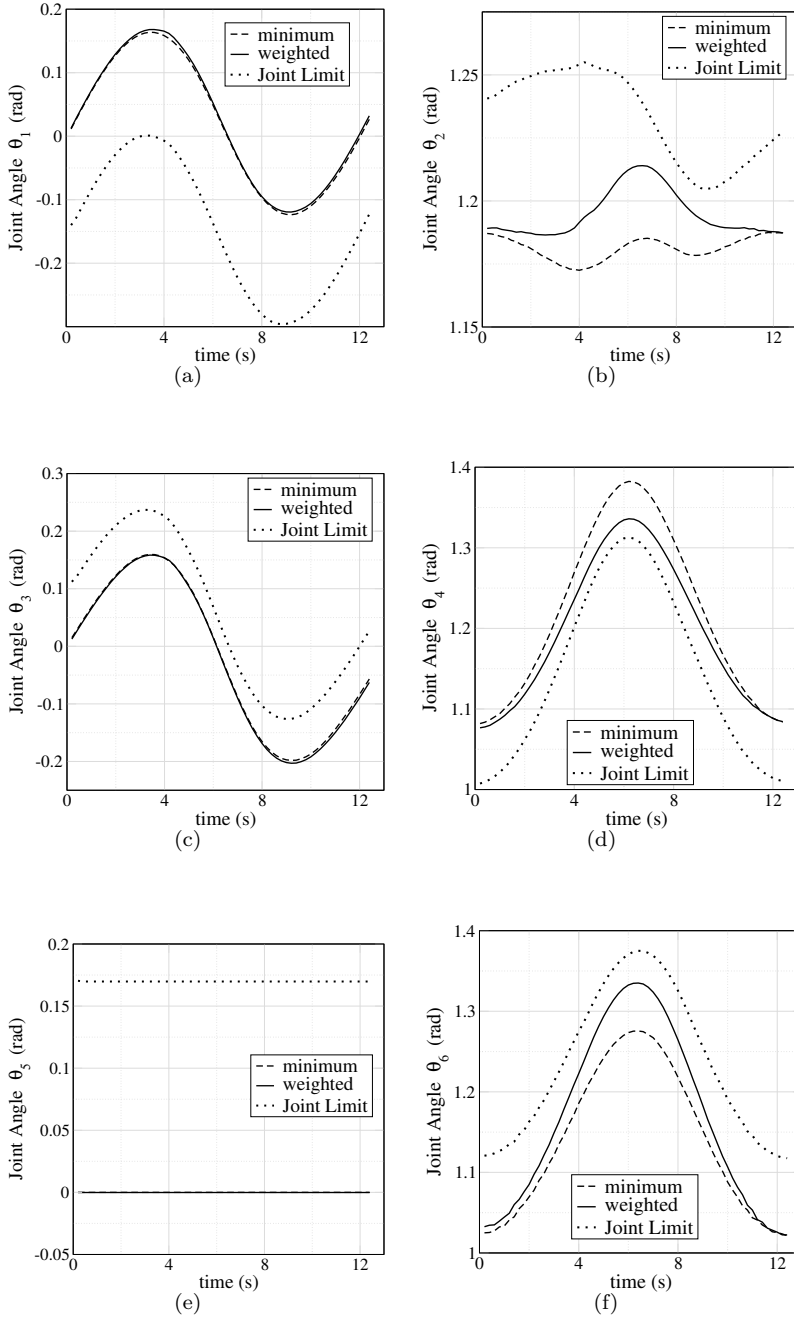 0.2
0.1
0
-0.1
-0.2
Joint Angle θ1 (rad)
minimum
weighted
Joint Limit
0 4 8 12
time (s)
(a)
1.25
1.2
1.15
Joint Angle θ2 (rad)
minimum
weighted
Joint Limit
0 4 8 12
time (s)
(b)
0.3
0.2
0.1
0
-0.1
-0.2
Joint Angle θ3 (rad)
minimum
weighted
Joint Limit
0 4 8 12
time (s)
(c)
1.4
1.3
1.2
1.1
1
Joint Angle θ4 (rad)
minimum
weighted
Joint Limit
0 4 8 12
time (s)
(d)
0.2
0.15
0.1
0.05
0
-0.05
Joint Angle θ5 (rad)
minimum
weighted
Joint Limit
0 4 8 12
time (s)
(e)
1.4
1.3
1.2
1.1
1
Joint Angle θ6 (rad)
minimum
weighted
Joint Limit
0 4 8 12
time (s)
(f)